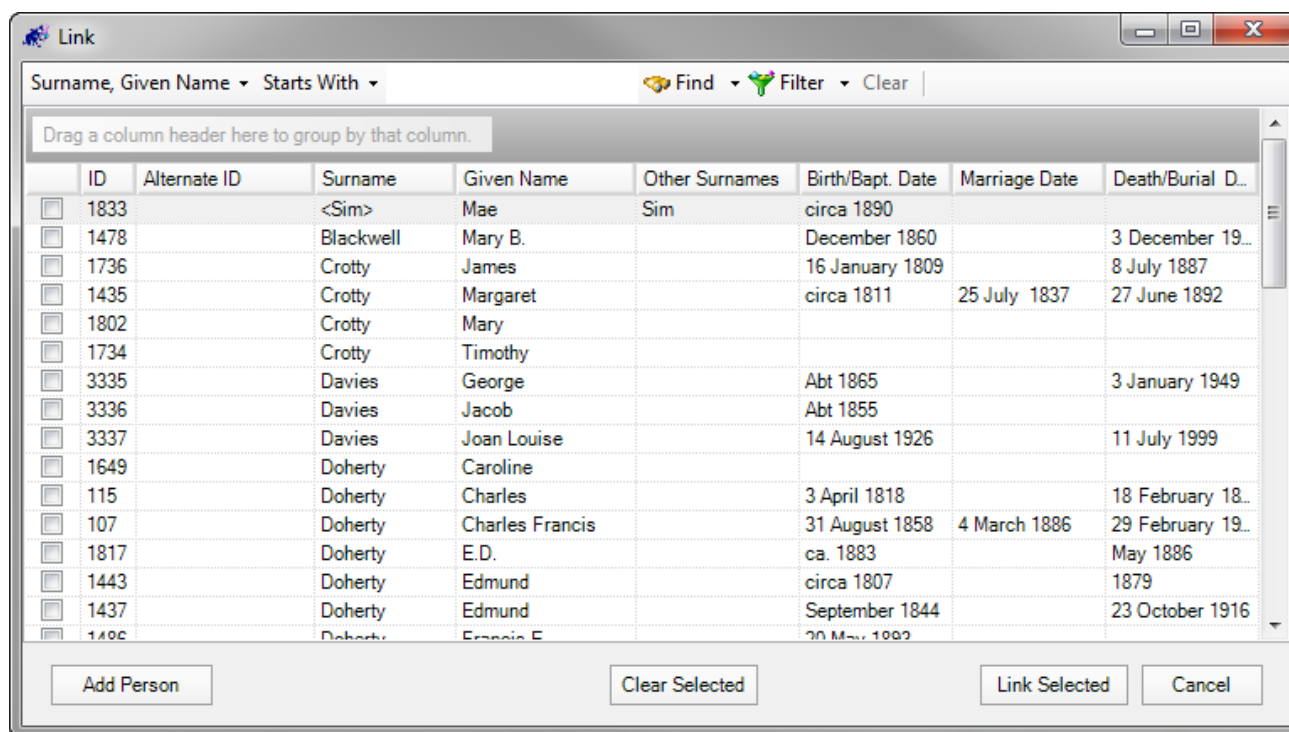 Link
Surname, Given Name Starts With Find Filter Clear
Drag a column header here to group by that column.
ID Alternate ID Surname Given Name Other Surnames Birth/Bapt. Date Marriage Date Death/Burial D...
1833 <Sim> Mae Sim circa 1890
1478 Blackwell Mary B. December 1860 3 December 19...
1736 Crotty James 16 January 1809 8 July 1887
1435 Crotty Margaret circa 1811 25 July 1837 27 June 1892
1802 Crotty Mary
1734 Crotty Timothy
3335 Davies George Abt 1865 3 January 1949
3336 Davies Jacob Abt 1855
3337 Davies Joan Louise 14 August 1926 11 July 1999
1649 Doherty Caroline
115 Doherty Charles 3 April 1818 18 February 18...
107 Doherty Charles Francis 31 August 1858 4 March 1886 29 February 19...
1817 Doherty E.D. ca. 1883 May 1886
1443 Doherty Edmund circa 1807 1879
1437 Doherty Edmund September 1844 23 October 1916
1486 Doherty Francis 20 May
Add Person Clear Selected Link Selected Cancel